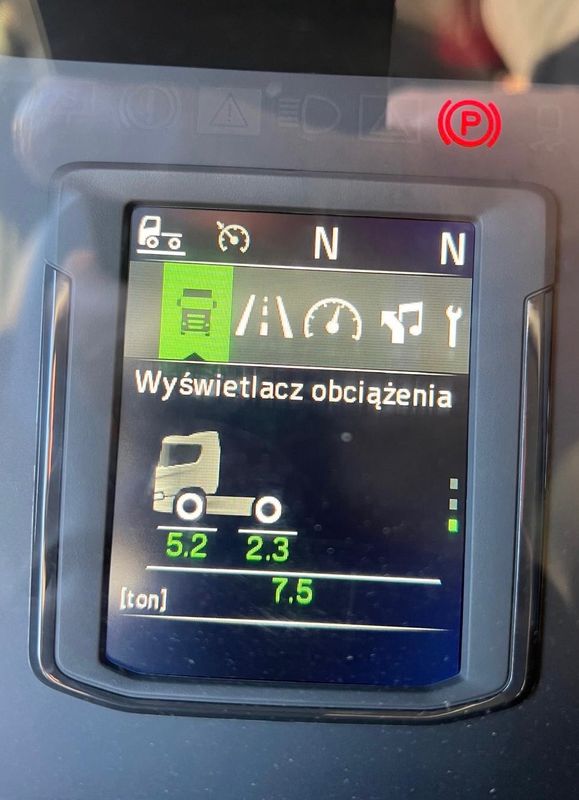 P
N N
Wyświetlacz obciążenia
5.2 2.3
7.5
[ton]